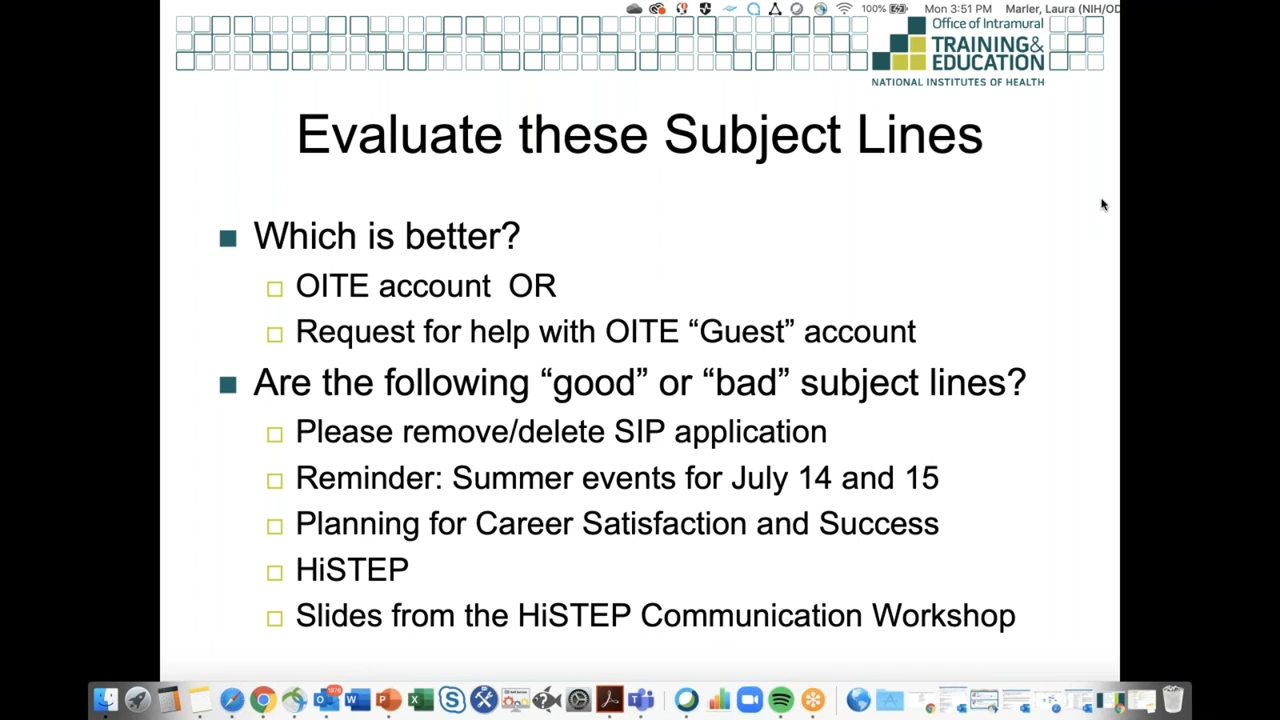 100% Mon 3:51 PM Marler, Laura (NIH/OD
Office of Intramural
TRAINING&
EDUCATION
NATIONAL INSTITUTES OF HEALTH
Evaluate these Subject Lines
Which is better?
OITE account OR
Request for help with OITE “Guest” account
Are the following “good” or “bad” subject lines?
Please remove/delete SIP application
Reminder: Summer events for July 14 and 15
Planning for Career Satisfaction and Success
HiSTEP
Slides from the HiSTEP Communication Workshop